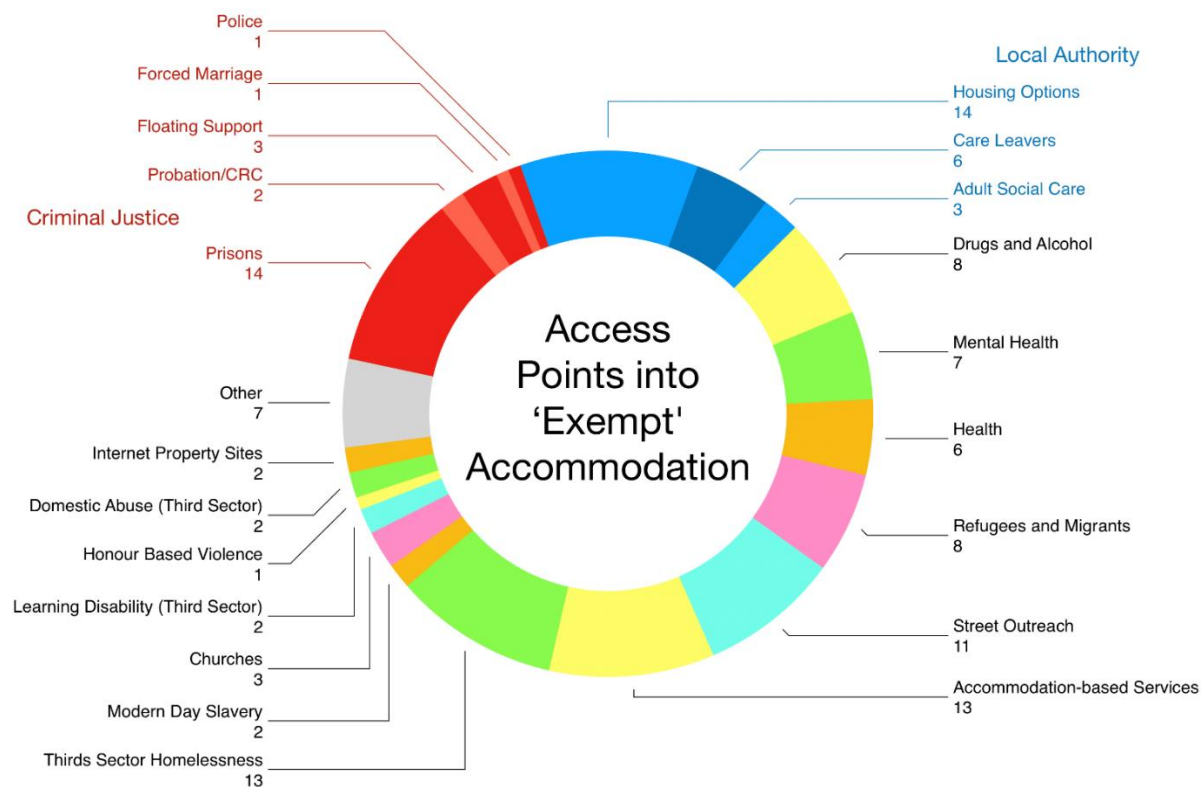 Police
1
Forced Marriage
1
Floating Support
3
Probation/CRC
2
Criminal Justice
Prisons
14
Other
7
Internet Property Sites
2
Domestic Abuse (Third Sector)
2
Honour Based Violence
1
Learning Disability (Third Sector)
2
Churches
3
Modern Day Slavery
2
Thirds Sector Homelessness
13
Access
Points into
‘Exempt'
Accommodation
Local Authority
Housing Options
14
Care Leavers
6
Adult Social Care
3
Drugs and Alcohol
8
Mental Health
7
Health
6
Refugees and Migrants
8
Street Outreach
11
Accommodation-based Services
13